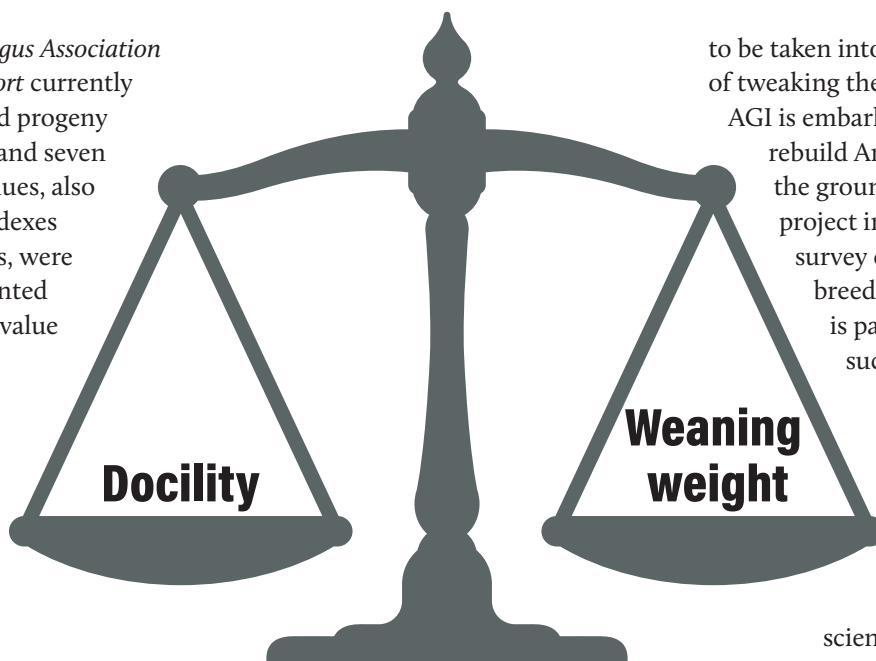 gus Association
ort currently
d progeny
and seven
ues, also
dexes
s, were
nted
value
Docility
Weaning
weight
to be taken into
of tweaking the
AGI is embark
rebuild An
the groun
project in
survey
breed
is pa
suc
scien